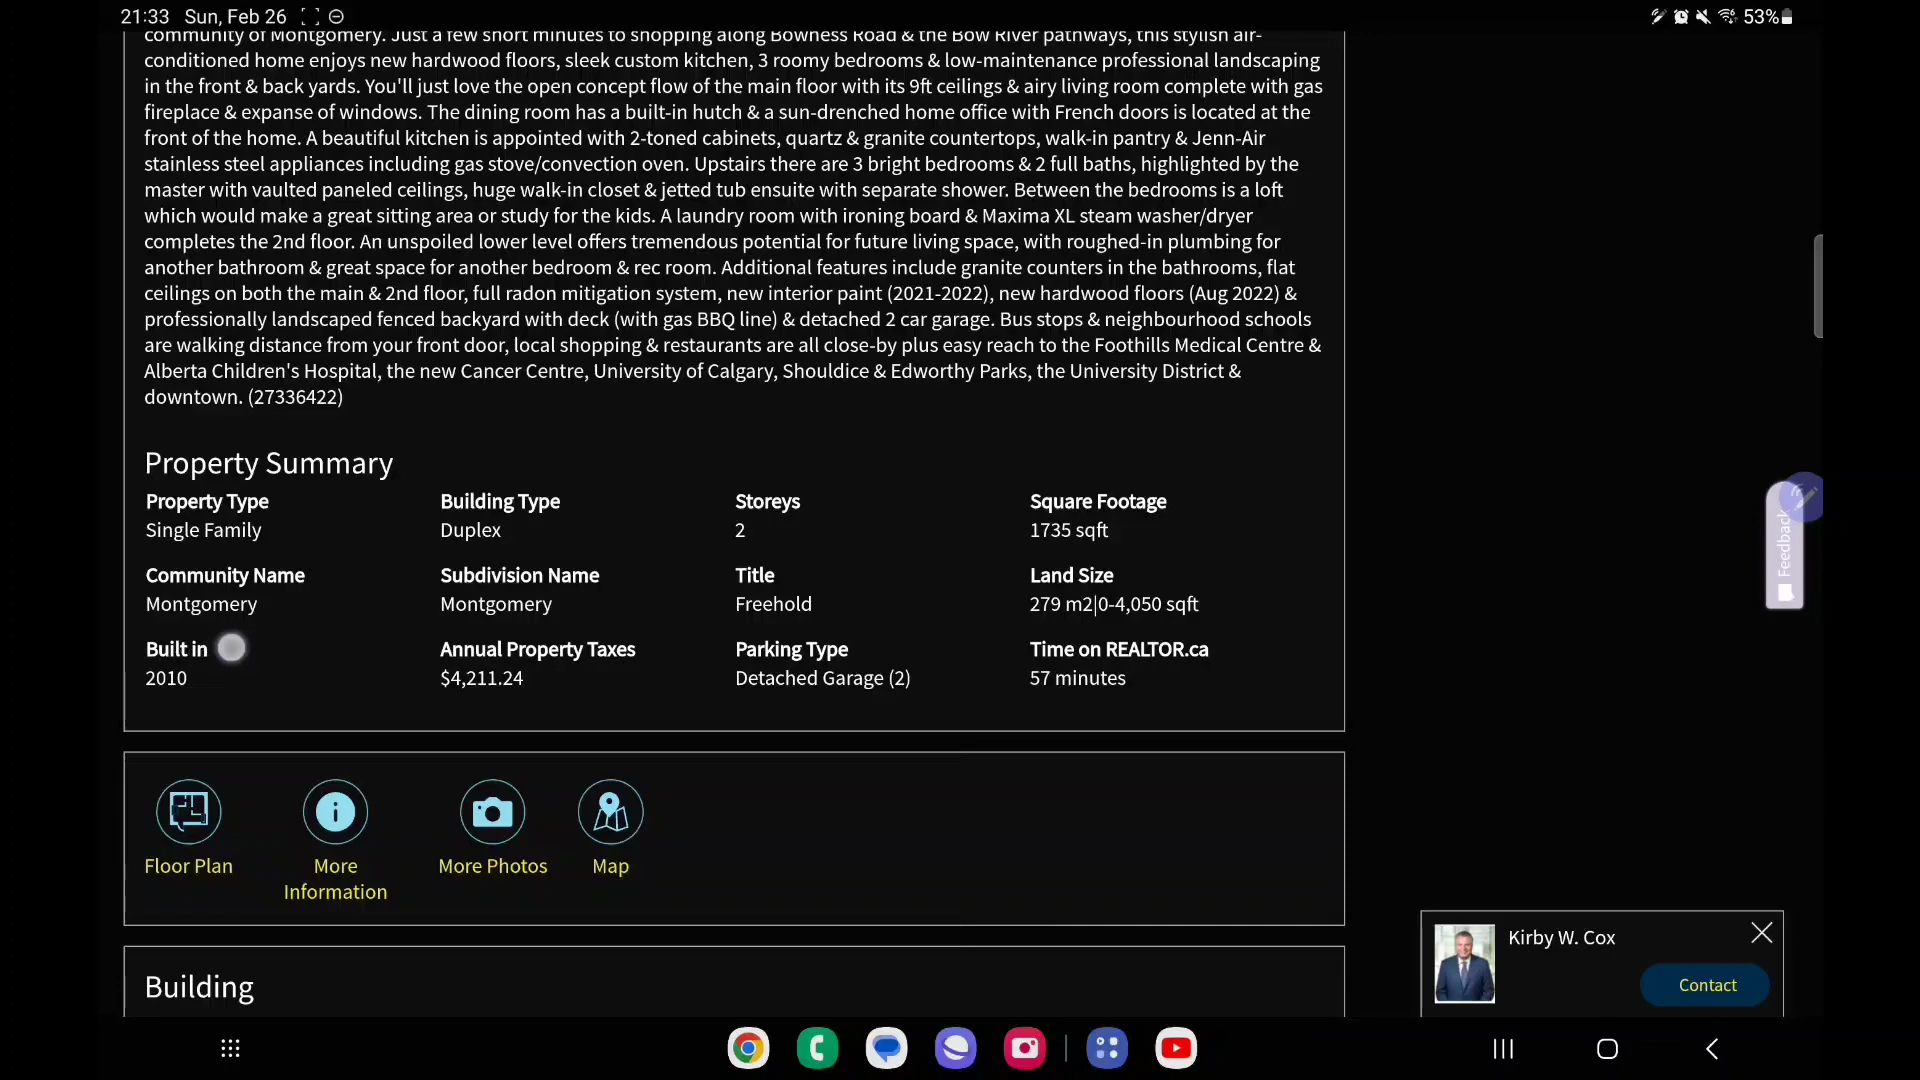 21:33 Sun, Feb 26
53%
community of Montgomery. Just a few short minutes to shopping along Bowness Road & the Bow River pathways, this stylish air-
conditioned home enjoys new hardwood floors, sleek custom kitchen, 3 roomy bedrooms & low-maintenance professional landscaping
in the front & back yards. You'll just love the open concept flow of the main floor with its 9ft ceilings & airy living room complete with gas
fireplace & expanse of windows. The dining room has a built-in hutch & a sun-drenched home office with French doors is located at the
front of the home. A beautiful kitchen is appointed with 2-toned cabinets, quartz & granite countertops, walk-in pantry & Jenn-Air
stainless steel appliances including gas stove/convection oven. Upstairs there are 3 bright bedrooms & 2 full baths, highlighted by the
master with vaulted paneled ceilings, huge walk-in closet & jetted tub ensuite with separate shower. Between the bedrooms is a loft
which would make a great sitting area or study for the kids. A laundry room with ironing board & Maxima XL steam washer/dryer
completes the 2nd floor. An unspoiled lower level offers tremendous potential for future living space, with roughed-in plumbing for
another bathroom & great space for another bedroom & rec room. Additional features include granite counters in the bathrooms, flat
ceilings on both the main & 2nd floor, full radon mitigation system, new interior paint (2021-2022), new hardwood floors (Aug 2022) &
professionally landscaped fenced backyard with deck (with gas BBQ line) & detached 2 car garage. Bus stops & neighbourhood schools
are walking distance from your front door, local shopping & restaurants are all close-by plus easy reach to the Foothills Medical Centre &
Alberta Children's Hospital, the new Cancer Centre, University of Calgary, Shouldice & Edworthy Parks, the University District &
downtown. (27336422)
Property Summary
Property Type Building Type Storeys Square Footage
Single Family Duplex 2 1735 sqft
Community Name Subdivision Name Title Land Size
Montgomery Montgomery Freehold 279 m2|0-4,050 sqft
Built in Annual Property Taxes Parking Type Time on REALTOR.ca
2010 $4,211.24 Detached Garage (2) 57 minutes
Feedback
Floor Plan More Photos Map
More
Information
Building
Kirby W. Cox
Contact